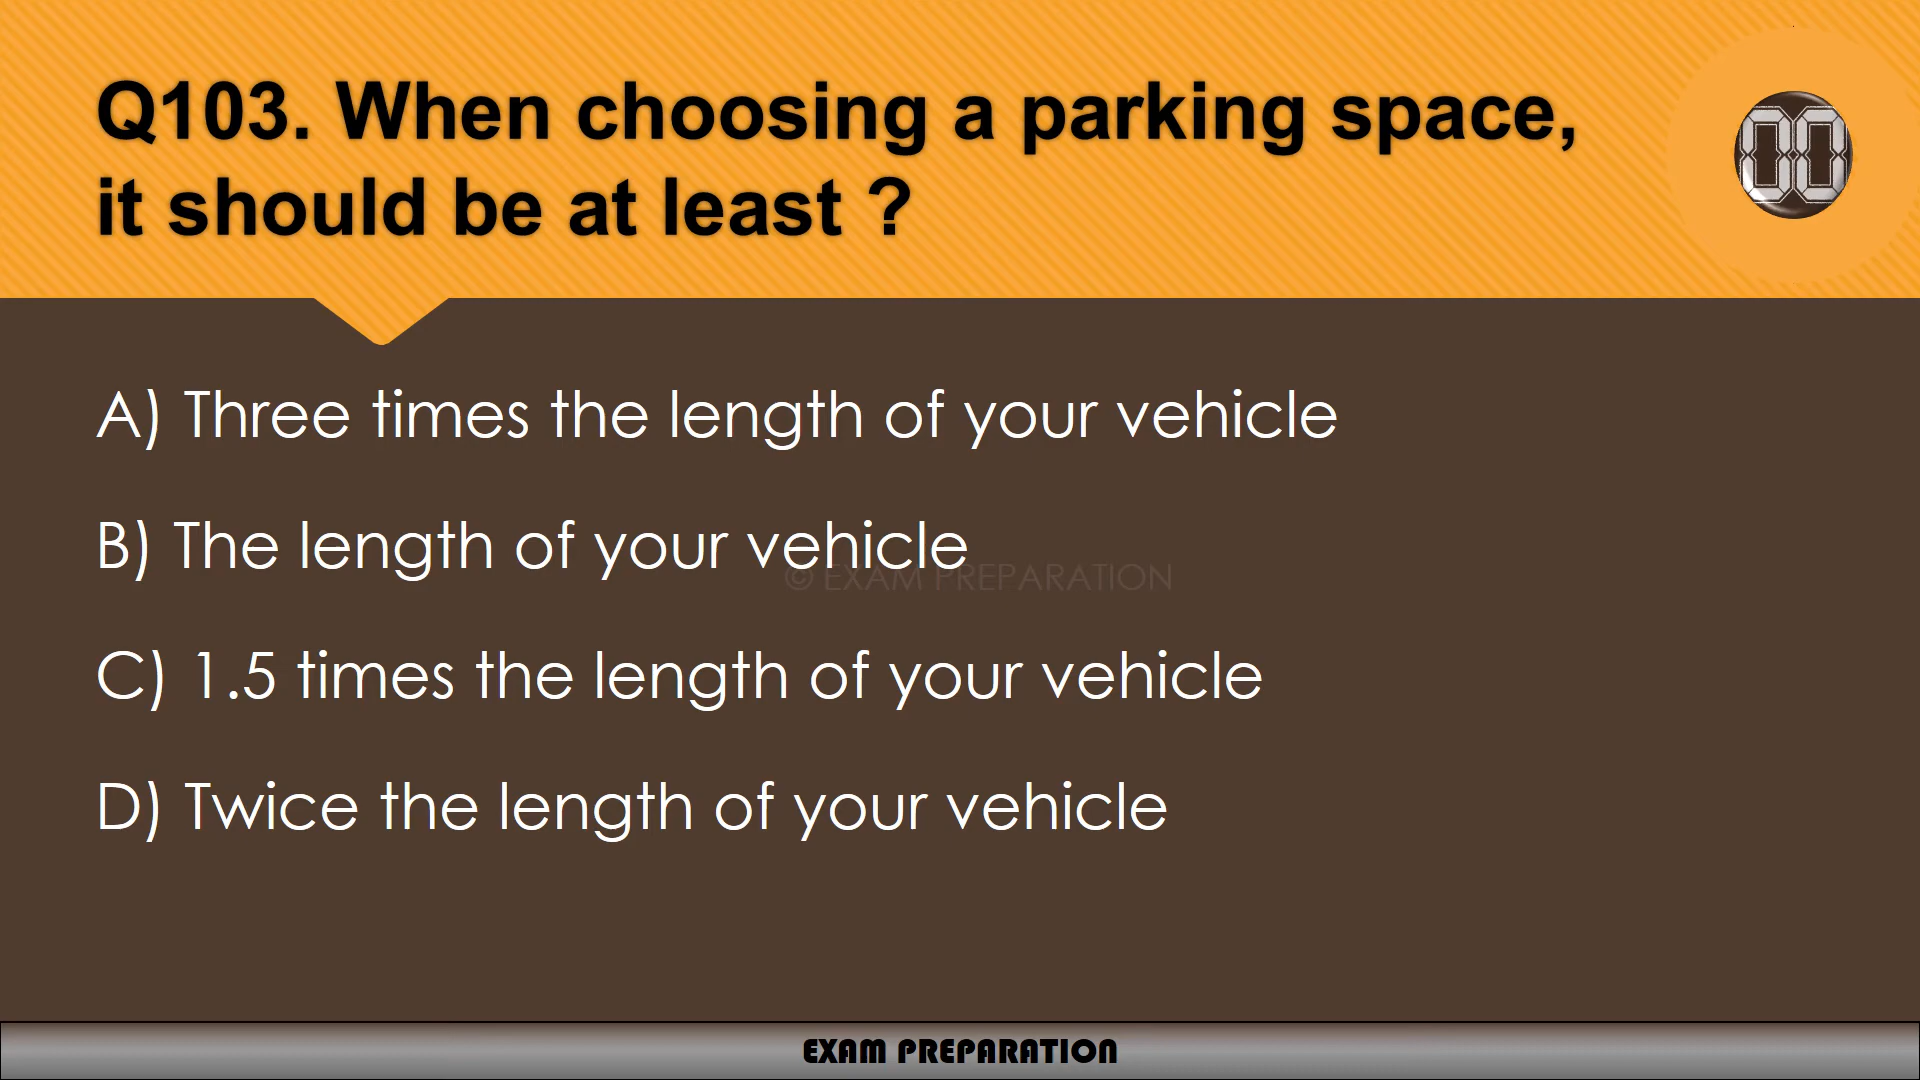 Q103. When choosing a parking space,
it should be at least ?
00
A) Three times the length of your vehicle
B) The length of your vehicle
© EXAM PREPARATION
C) 1.5 times the length of your vehicle
D) Twice the length of your vehicle
EXAM PREPARATION